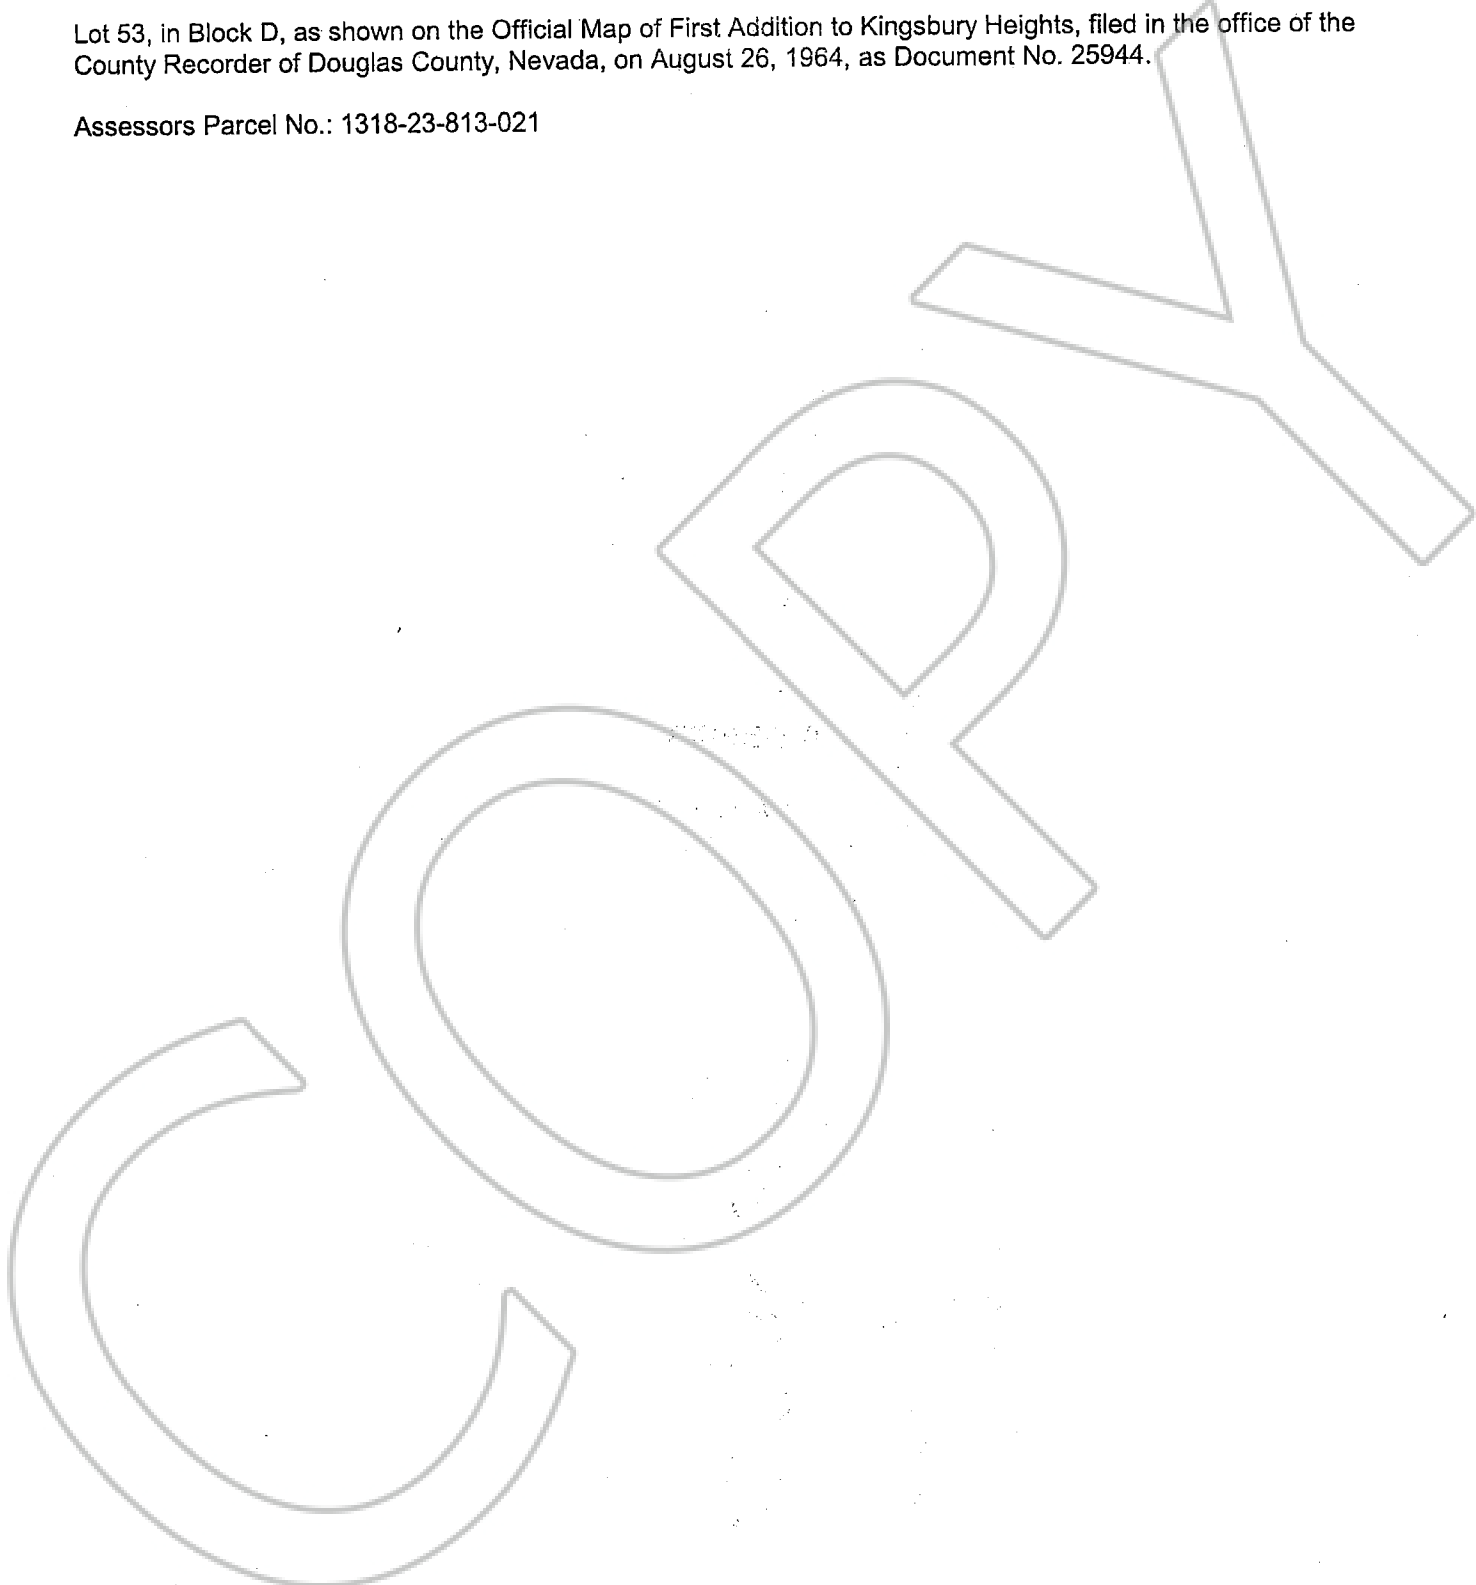 Lot 53, in Block D, as shown on the Official Map of First Addition to Kingsbury Heights, filed in the office of the
County Recorder of Douglas County, Nevada, on August 26, 1964, as Document No. 25944.
Assessors Parcel No.: 1318-23-813-021
COPY